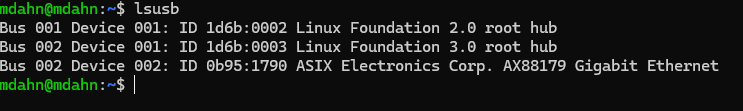 mdahn@mdahn:~$ lsusb
Bus 001 Device 001: ID 1d6b:0002 Linux Foundation 2.0 root hub
Bus 002 Device 001: ID 1d6b:0003 Linux Foundation 3.0 root hub
Bus 002 Device 002: ID 0b95:1790 ASIX Electronics Corp. AX88179 Gigabit Ethernet
mdahn@mdahn:~$